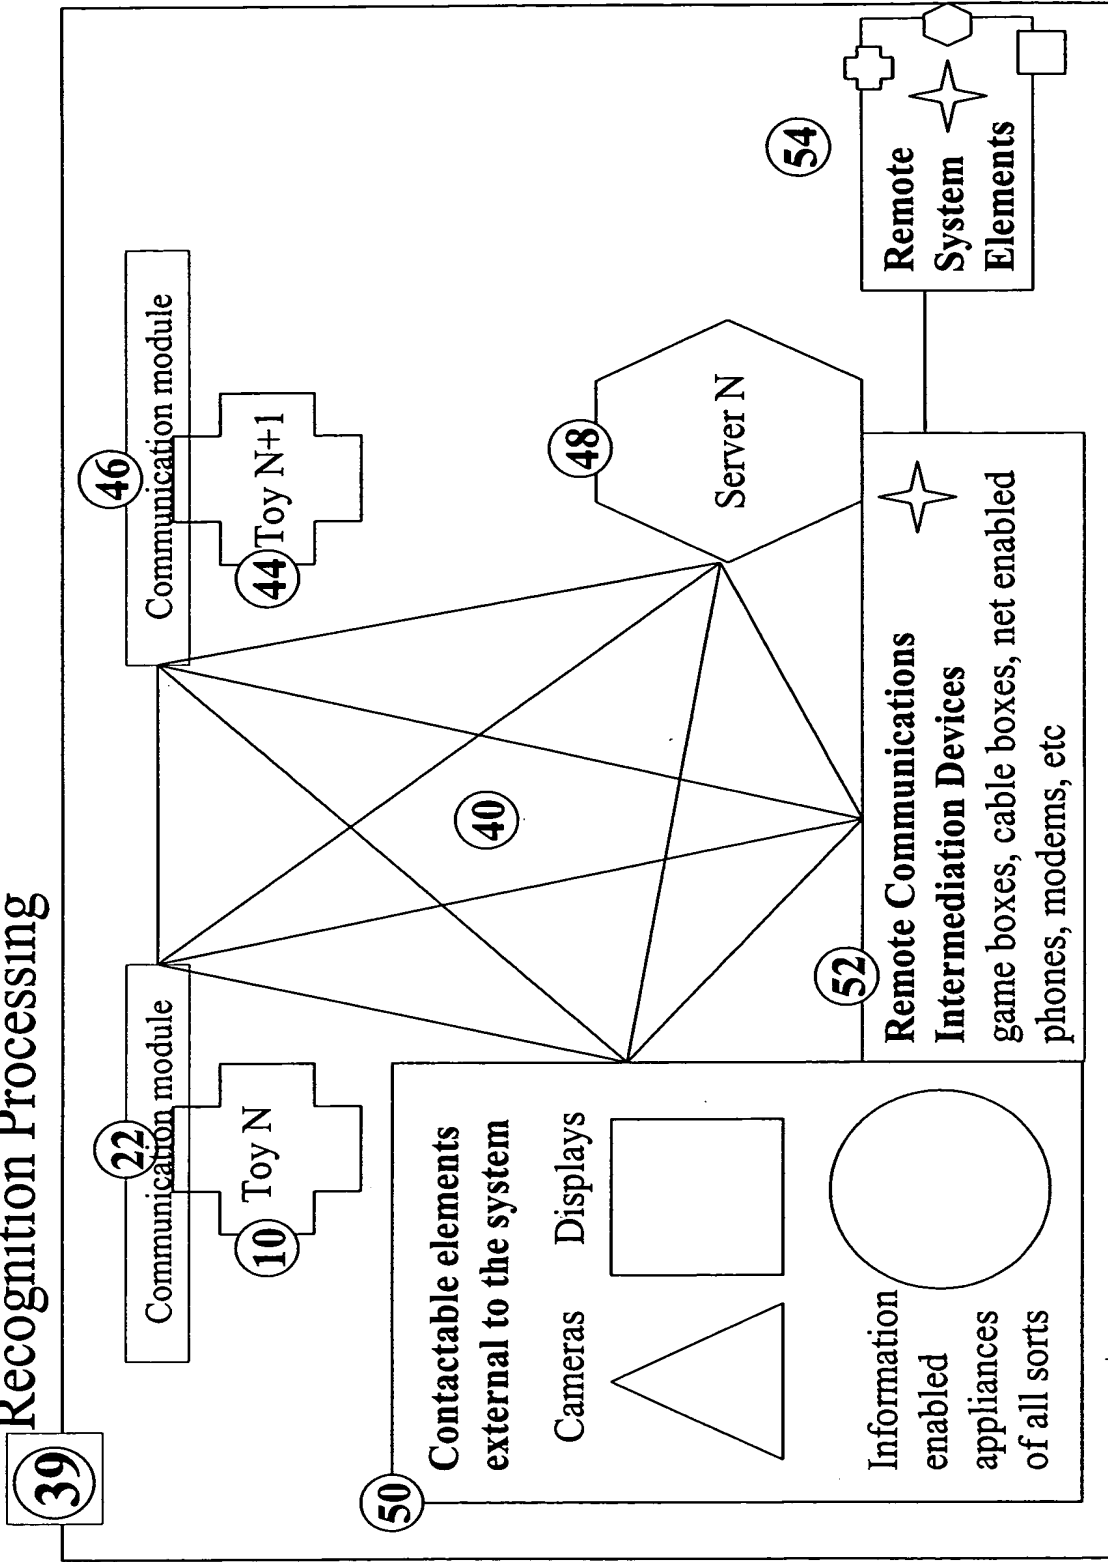 Recognition Processing
39
22
Communication module
10
Toy N
46
Communication module
44
Toy N+1
40
48
Server N
50
Contactable elements
external to the system
Cameras
Displays
Information
enabled
appliances
of all sorts
52
Remote Communications
Intermediation Devices
game boxes, cable boxes, net enabled
phones, modems, etc
54
Remote
System
Elements